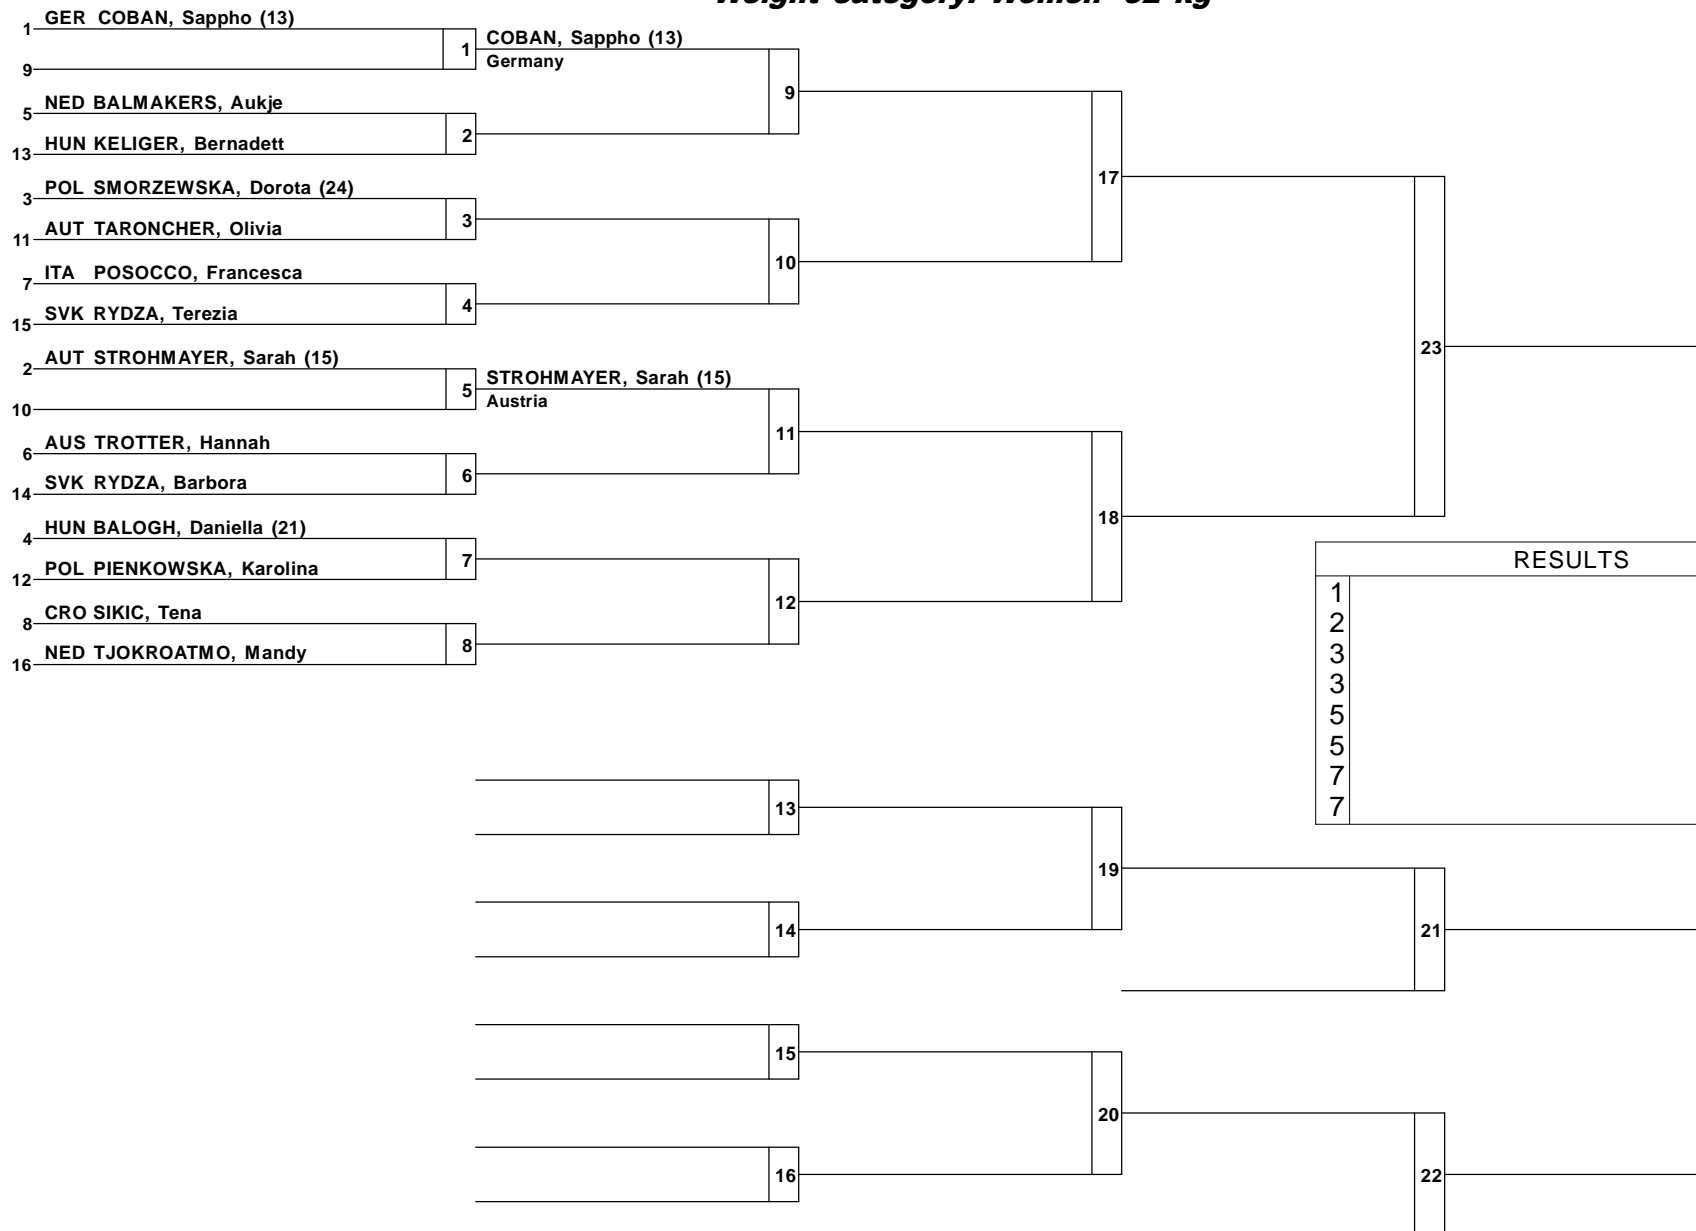 Weight category: Women -52 kg
1 GER COBAN, Sappho (13)
9
1
COBAN, Sappho (13)
Germany
5 NED BALMAKERS, Aukje
13 HUN KELIGER, Bernadett
2
9
3 POL SMORZEWSKA, Dorota (24)
11 AUT TARONCHER, Olivia
3
7 ITA POSOCCO, Francesca
15 SVK RYDZA, Terezia
4
10
17
2 AUT STROHMAYER, Sarah (15)
10
5
STROHMAYER, Sarah (15)
Austria
6 AUS TROTTER, Hannah
14 SVK RYDZA, Barbora
6
11
4 HUN BALOGH, Daniella (21)
12 POL PIENKOWSKA, Karolina
7
8 CRO SIKIC, Tena
16 NED TJOKROATMO, Mandy
8
12
18
23
RESULTS
1
2
3
3
5
5
7
7
13
14
19
21
15
16
20
22